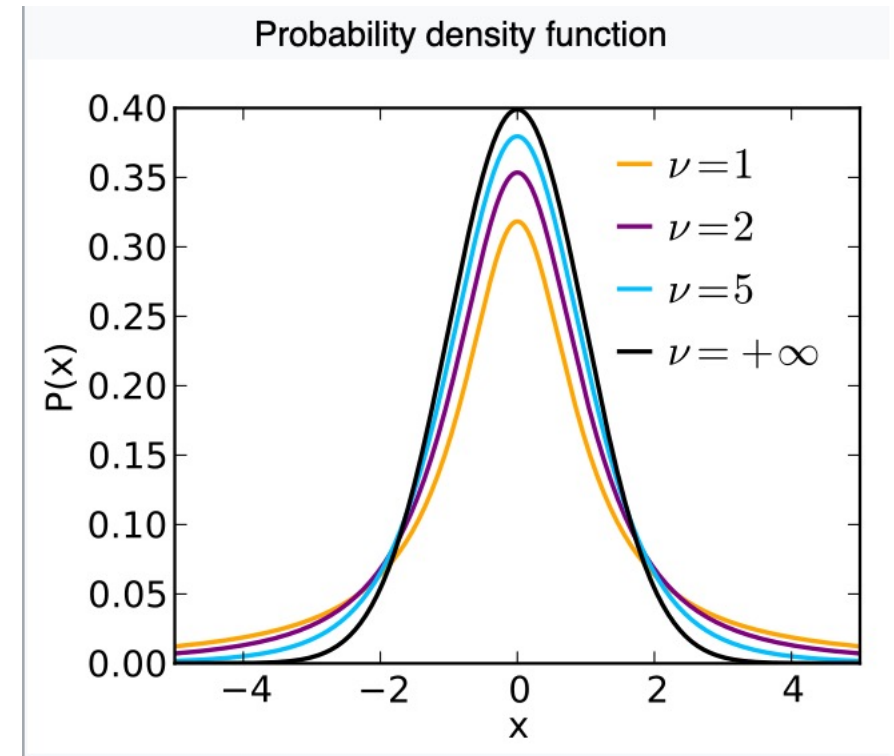 Probability density function
0.40
0.35
0.30
0.25
0.20
0.15
0.10
0.05
0.00
P(x)
ν=1
ν=2
ν=5
ν=+∞
−4 −2 0 2 4
x